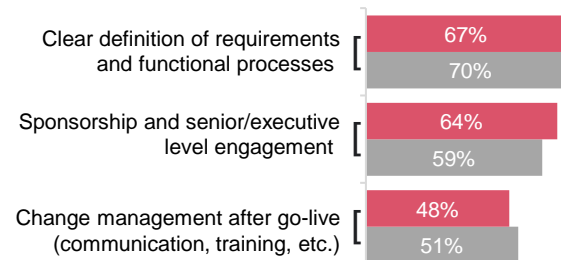 Clear definition of requirements
and functional processes
67%
70%
Sponsorship and senior/executive
level engagement
64%
59%
Change management after go-live
(communication, training, etc.)
48%
51%